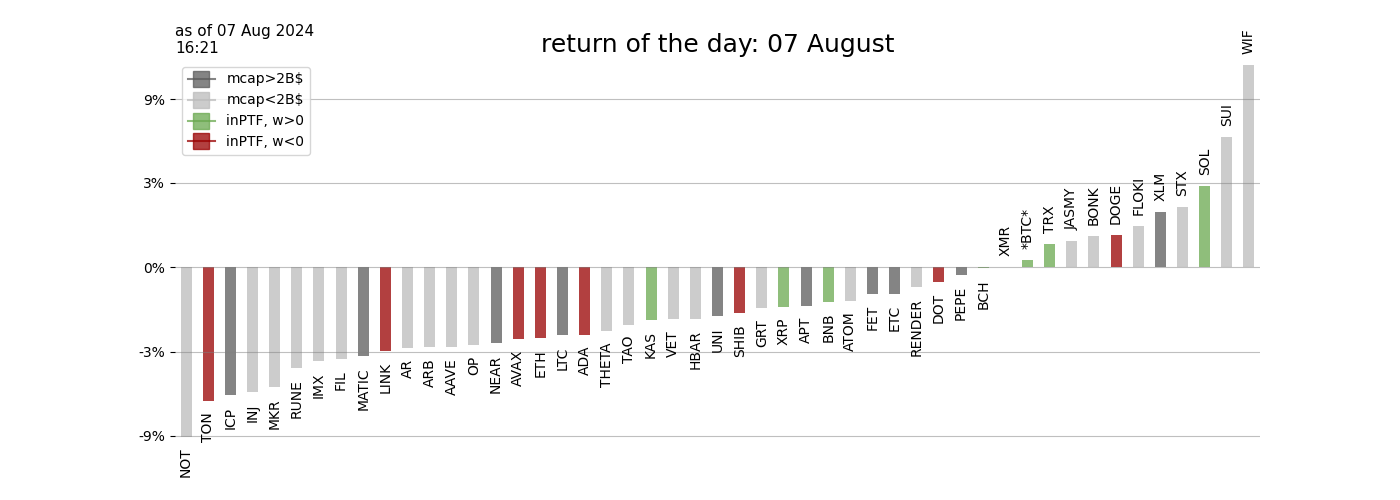 as of 07 Aug 2024
16:21
return of the day: 07 August
mcap>2B$
mcap<2B$
inPTF, w>0
inPTF, w<0
9%
3%
0%
-3%
-9%
NOT
TON
ICP
INJ
MKR
RUNE
IMX
FIL
MATIC
LINK
AR
ARB
AAVE
OP
NEAR
AVAX
ETH
LTC
ADA
THETA
TAO
KAS
VET
HBAR
UNI
SHIB
GRT
XRP
APT
BNB
ATOM
FET
ETC
RENDER
DOT
PEPE
BCH
XMR
*BTC*
TRX
JASMY
BONK
DOGE
FLOKI
XLM
STX
SOL
SUI
WIF